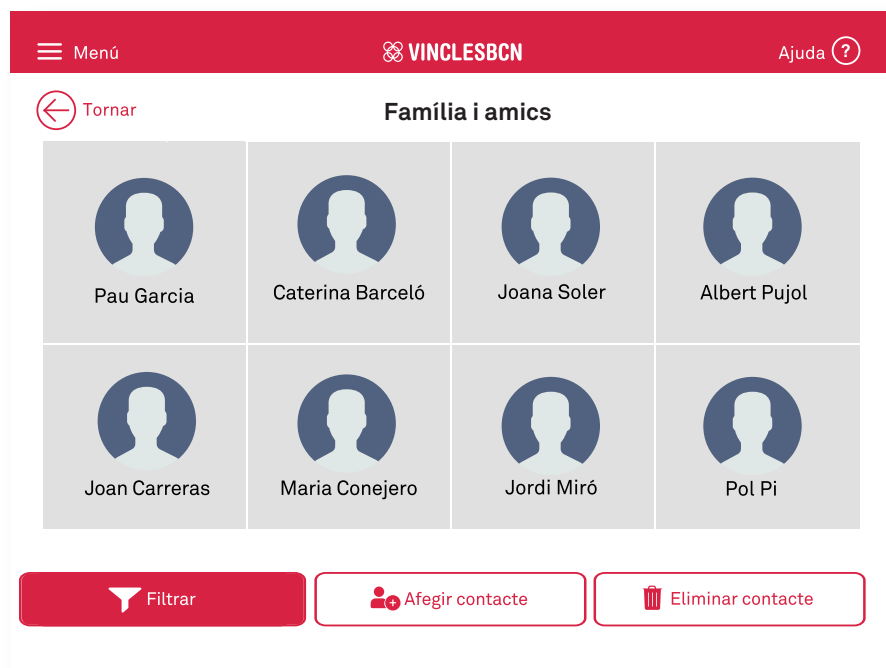 Menú
VINCLESBCN
Ajuda ?
Tornar
Família i amics
Pau Garcia
Caterina Barceló
Joana Soler
Albert Pujol
Joan Carreras
Maria Conejero
Jordi Miró
Pol Pi
Filtrar
Afegir contacte
Eliminar contacte